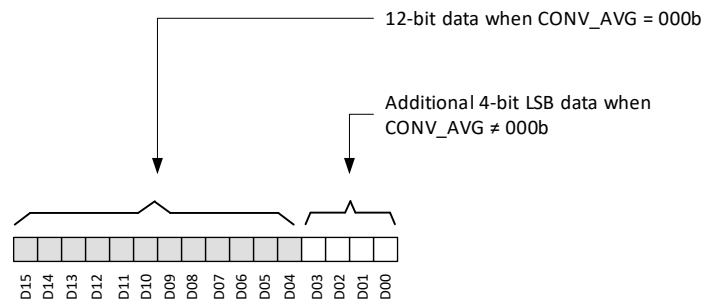 12-bit data when CONV_AVG = 000b
Additional 4-bit LSB data when
CONV_AVG ≠ 000b
D15
D14
D13
D12
D11
D10
D09
D08
D07
D06
D05
D04
D03
D02
D01
D00